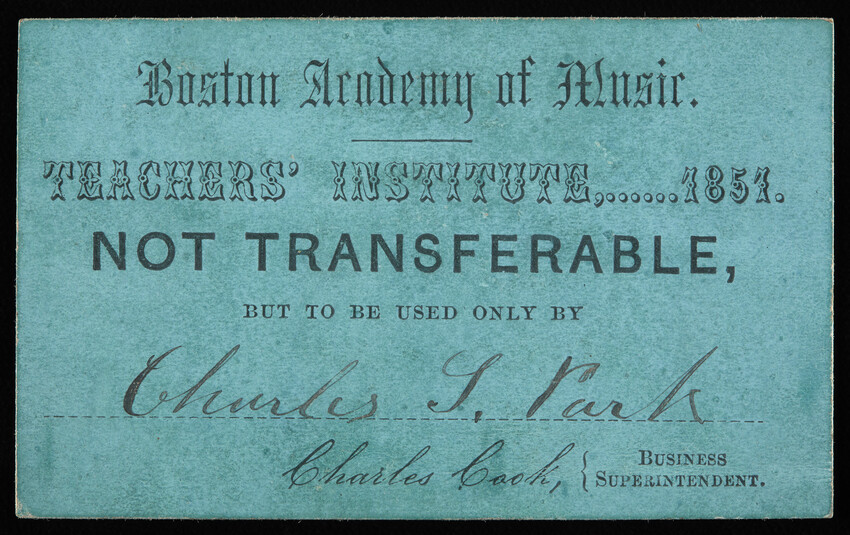 Boston Academy of Music.
TEACHERS' INSTITUTE,......1851.
NOT TRANSFERABLE,
BUT TO BE USED ONLY BY
Charles S. Park
Charles Cook, { BUSINESS
SUPERINTENDENT.